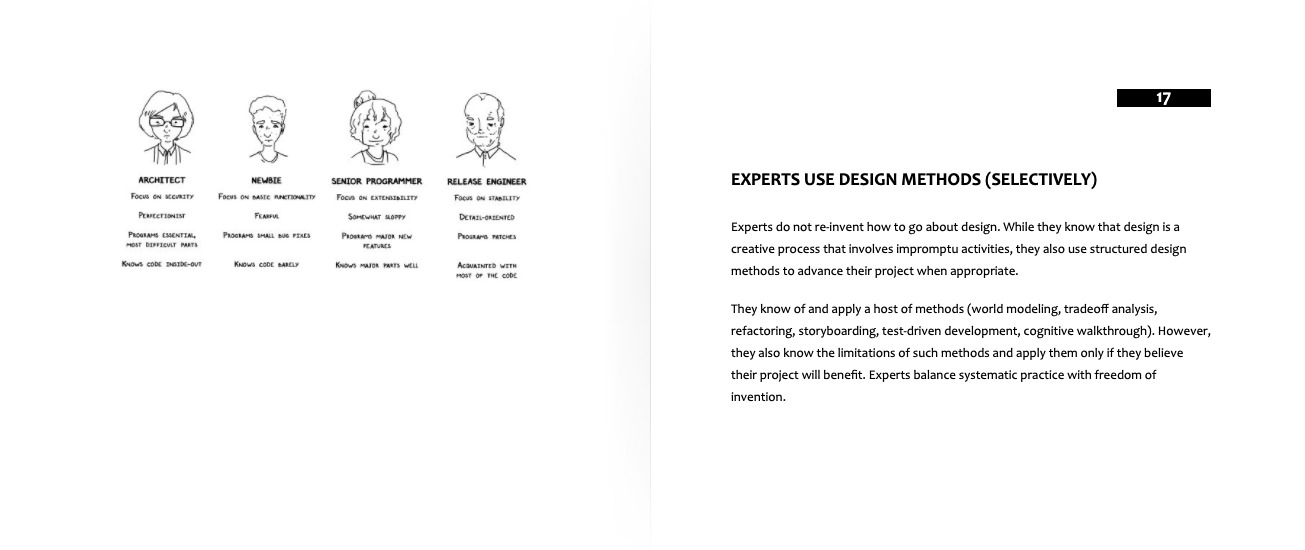 ARCHITECT
FOCUS ON SECURITY
PERFECTIONIST
PROGRAMS ESSENTIAL,
MOST DIFFICULT PARTS
KNOWS CODE INSIDE-OUT
NEWBIE
FOCUS ON BASIC FUNCTIONALITY
FEARFUL
PROGRAMS SMALL BUG FIXES
KNOWS CODE BARELY
SENIOR PROGRAMMER
FOCUS ON EXTENSIBILITY
SOMEWHAT SLOPPY
PROGRAMS MAJOR NEW
FEATURES
KNOWS MAJOR PARTS WELL
RELEASE ENGINEER
FOCUS ON STABILITY
DETAIL-ORIENTED
PROGRAMS PATCHES
ACQUAINTED WITH
MOST OF THE CODE
17
EXPERTS USE DESIGN METHODS (SELECTIVELY)
Experts do not re-invent how to go about design. While they know that design is a
creative process that involves impromptu activities, they also use structured design
methods to advance their project when appropriate.
They know of and apply a host of methods (world modeling, tradeoff analysis,
refactoring, storyboarding, test-driven development, cognitive walkthrough). However,
they also know the limitations of such methods and apply them only if they believe
their project will benefit. Experts balance systematic practice with freedom of
invention.